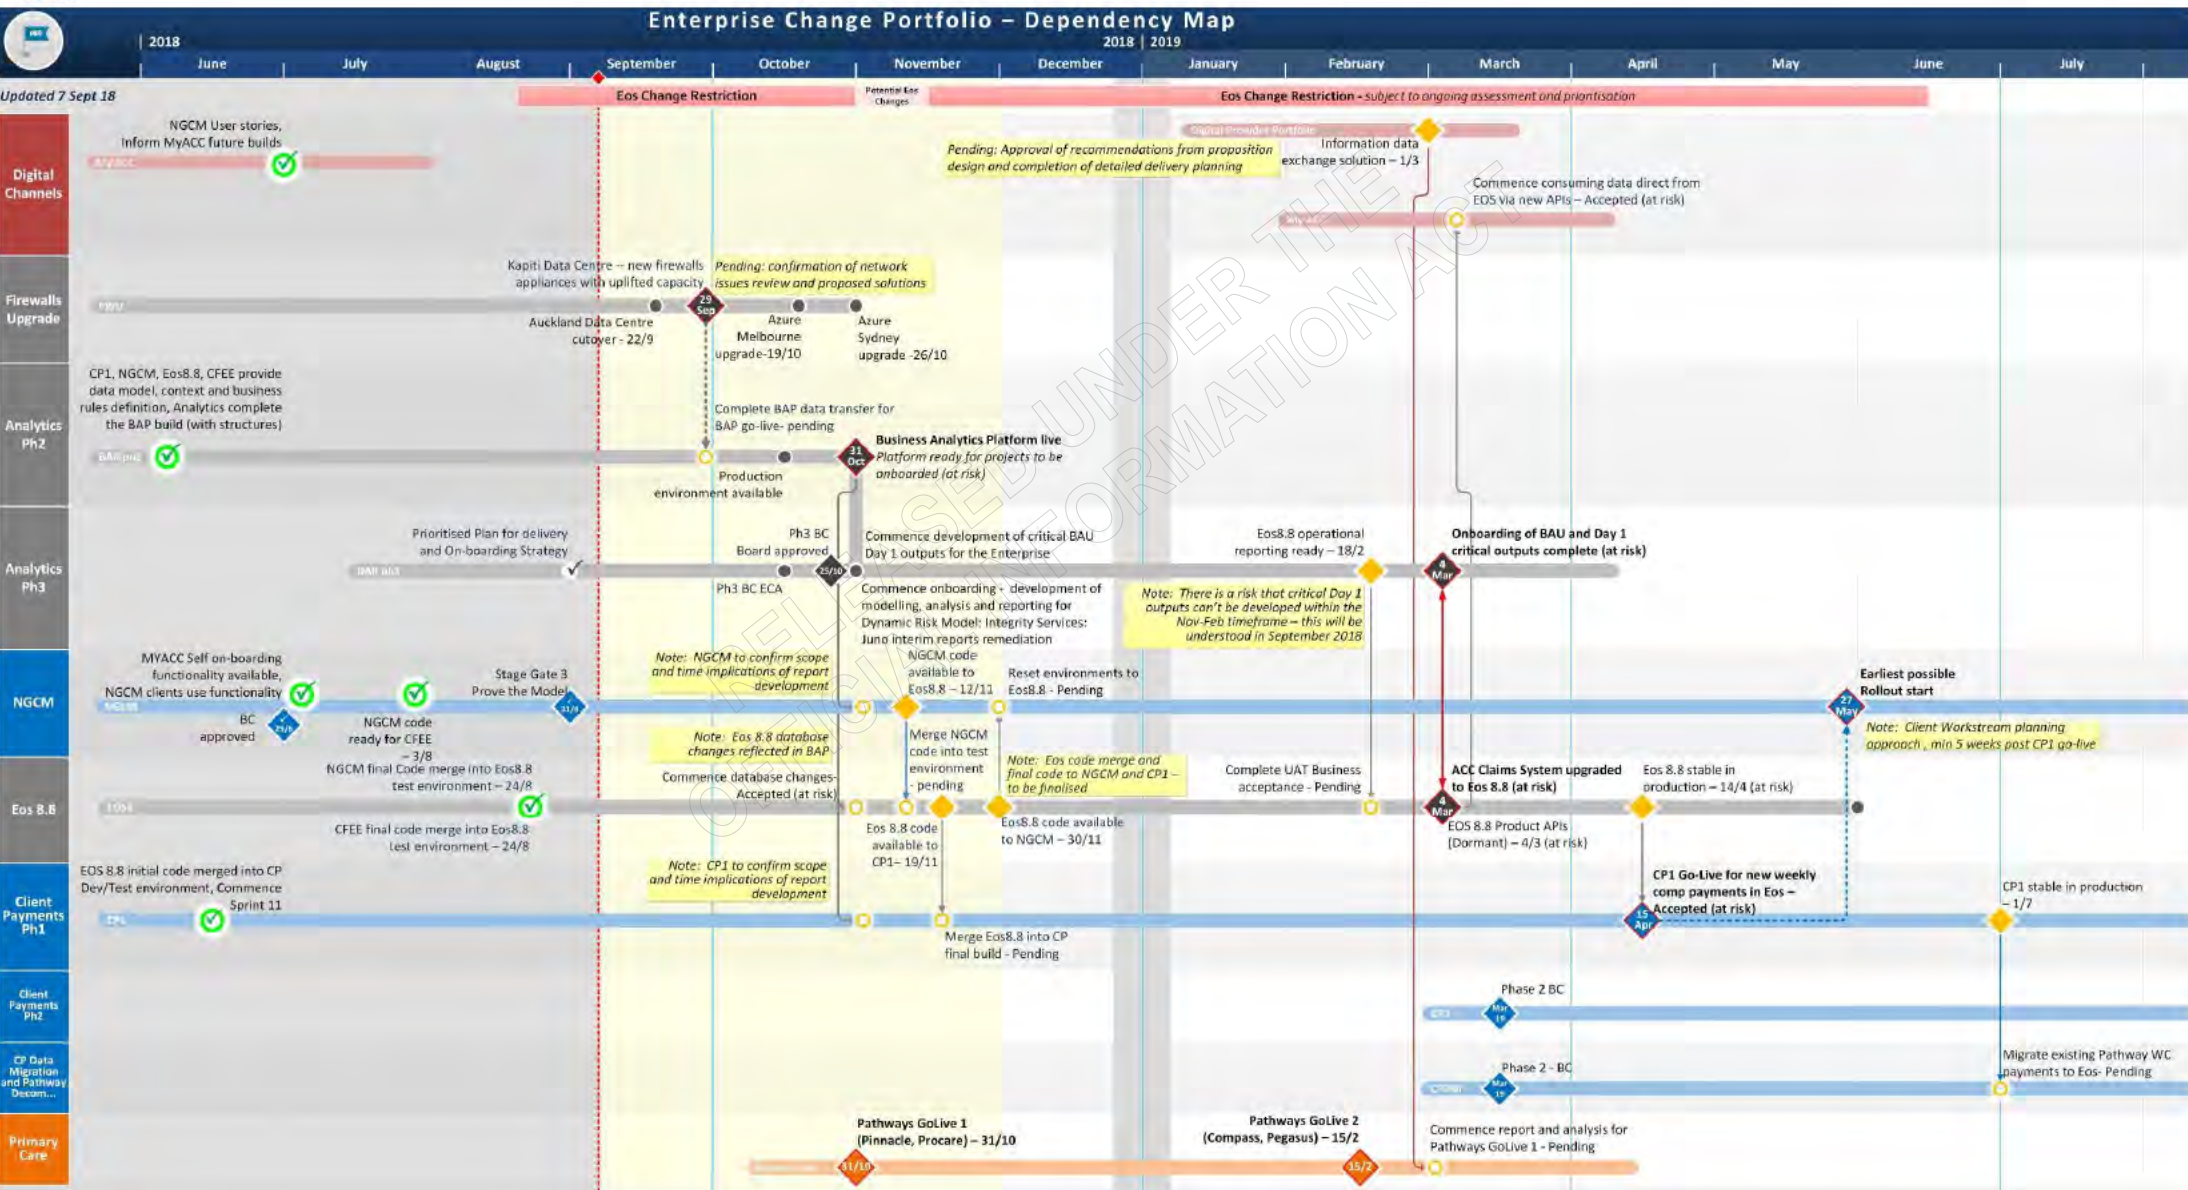 Enterprise Change Portfolio – Dependency Map
2018
2018 | 2019
June
July
August
September
October
November
December
January
February
March
April
May
June
July
Updated 7 Sept 18
Eos Change Restriction
Potential Eos
Changes
Eos Change Restriction - subject to ongoing assessment and prioritisation
Digital
Channels
NGCM User stories,
Inform MyACC future builds
MyACC
Digital Provider Portfolio
Pending: Approval of recommendations from proposition
design and completion of detailed delivery planning
Information data
exchange solution – 1/3
Commence consuming data direct from
EOS via new APIs – Accepted (at risk)
Firewalls
Upgrade
Kapiti Data Centre – new firewalls
appliances with uplifted capacity
Pending: confirmation of network
issues review and proposed solutions
29
Sep
Auckland Data Centre
cutover - 22/9
Azure
Melbourne
upgrade-19/10
Azure
Sydney
upgrade -26/10
Analytics
Ph2
CP1, NGCM, Eos8.8, CFEE provide
data model, context and business
rules definition, Analytics complete
the BAP build (with structures)
Complete BAP data transfer for
BAP go-live- pending
31
Oct
Business Analytics Platform live
Platform ready for projects to be
onboarded (at risk)
Production
environment available
Analytics
Ph3
Prioritised Plan for delivery
and On-boarding Strategy
Ph3 BC
Board approved
25/10
Ph3 BC ECA
Commence development of critical BAU
Day 1 outputs for the Enterprise
Commence onboarding - development of
modelling, analysis and reporting for
Dynamic Risk Model: Integrity Services:
Juno interim reports remediation
Eos8.8 operational
reporting ready – 18/2
Note: There is a risk that critical Day 1
outputs can't be developed within the
Nov-Feb timeframe – this will be
understood in September 2018
Onboarding of BAU and Day 1
critical outputs complete (at risk)
4
Mar
NGCM
MYACC Self on-boarding
functionality available,
NGCM clients use functionality
NGCM
BC
approved
NGCM code
ready for CFEE
– 3/8
Stage Gate 3
Prove the Model
Note: NGCM to confirm scope
and time implications of report
development
NGCM code
available to
Eos8.8 – 12/11
Reset environments to
Eos8.8 - Pending
Earliest possible
Rollout start
27
May
Note: Client Workstream planning
approach , min 5 weeks post CP1 go-live
Note: Eos 8.8 database
changes reflected in BAP
Merge NGCM
code into test
environment
- pending
Note: Eos code merge and
final code to NGCM and CP1 –
to be finalised
Eos 8.8
NGCM final Code merge into Eos8.8
test environment – 24/8
CFEE final code merge into Eos8.8
test environment – 24/8
Commence database changes-
Accepted (at risk)
Eos 8.8 code
available to
CP1– 19/11
Eos8.8 code available
to NGCM – 30/11
Complete UAT Business
acceptance - Pending
ACC Claims System upgraded
to Eos 8.8 (at risk)
4
Mar
EOS 8.8 Product APIs
(Dormant) – 4/3 (at risk)
Eos 8.8 stable in
production – 14/4 (at risk)
Client
Payments
Ph1
EOS 8.8 initial code merged into CP
Dev/Test environment, Commence
Sprint 11
CP1
Note: CP1 to confirm scope
and time implications of report
development
Merge Eos8.8 into CP
final build - Pending
CP1 Go-Live for new weekly
comp payments in Eos –
Accepted (at risk)
15
Apr
CP1 stable in production
– 1/7
Client
Payments
Ph2
Phase 2 BC
Mar
19
CP Data
Migration
and Pathway
Decom...
Phase 2 - BC
Mar
19
Migrate existing Pathway WC
payments to Eos- Pending
Primary
Care
Pathways GoLive 1
(Pinnacle, Procare) – 31/10
31/10
Pathways GoLive 2
(Compass, Pegasus) – 15/2
15/2
Commence report and analysis for
Pathways GoLive 1 - Pending
RELEASED UNDER THE
OFFICIAL INFORMATION ACT